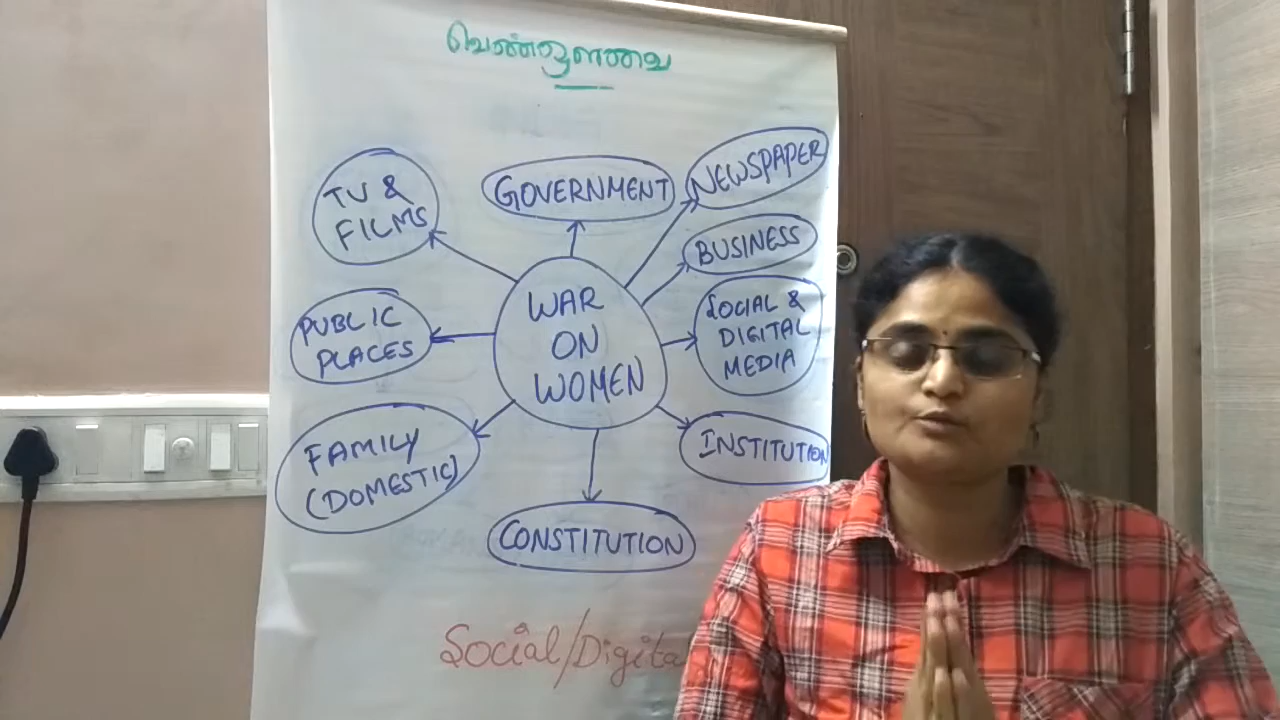 வெண்ஔவை
TV &
FILMS
GOVERNMENT
NEWSPAPER
BUSINESS
PUBLIC
PLACES
WAR
ON
WOMEN
SOCIAL &
DIGITAL
MEDIA
FAMILY
(DOMESTIC)
INSTITUTION
CONSTITUTION
Social/Digita